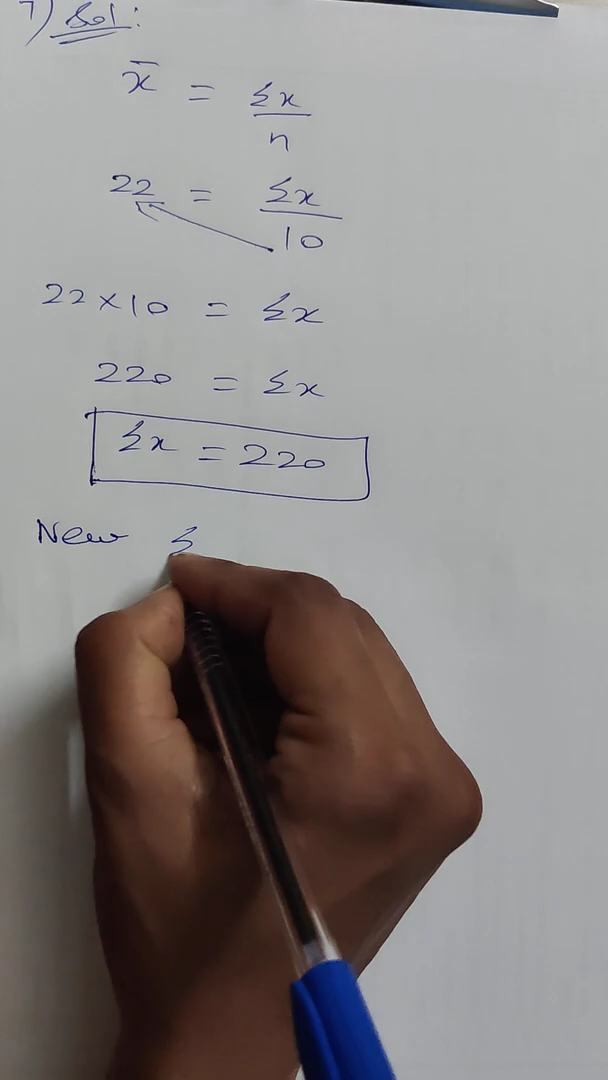 7) Sol:
x̄ = Σx/n
22 = Σx/10
22×10 = Σx
220 = Σx
Σx = 220
New Σ